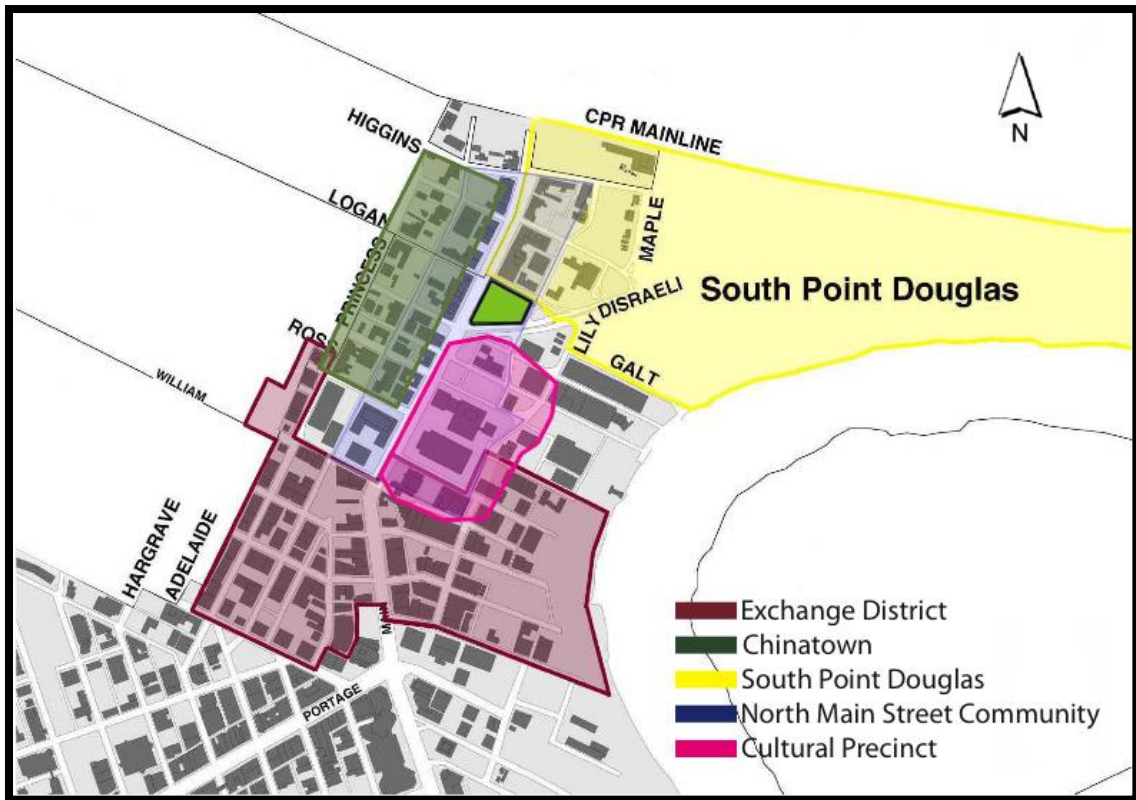 HIGGINS
CPR MAINLINE
N
LOGAN
MAPLE
PRINCESS
South Point Douglas
DISRAELI
LILY
ROSS
GALT
WILLIAM
HARGRAVE
ADELAIDE
MAIN
PORTAGE
Exchange District
Chinatown
South Point Douglas
North Main Street Community
Cultural Precinct